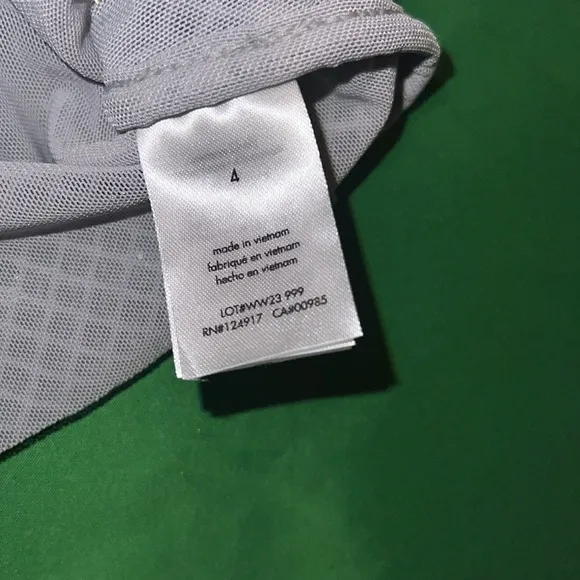 4
made in vietnam
fabriqué en vietnam
hecho en vietnam
LOT#WW23 999
RN#124917 CA#00985